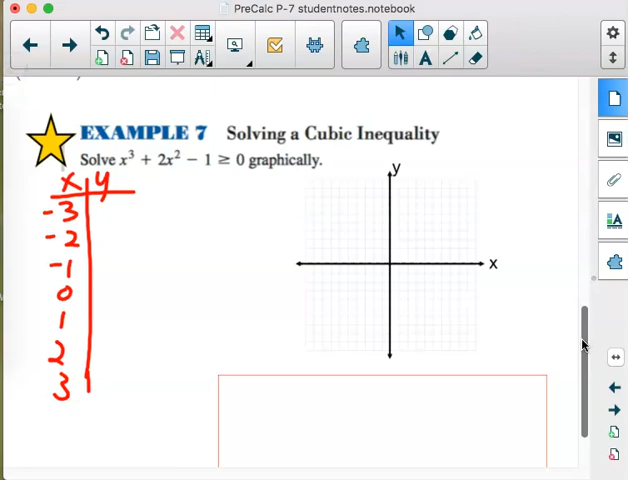 PreCalc P-7 studentnotes.notebook
EXAMPLE 7 Solving a Cubic Inequality
Solve x³ + 2x² − 1 ≥ 0 graphically.
x y
-3
-2
-1
0
1
2
3
y
x